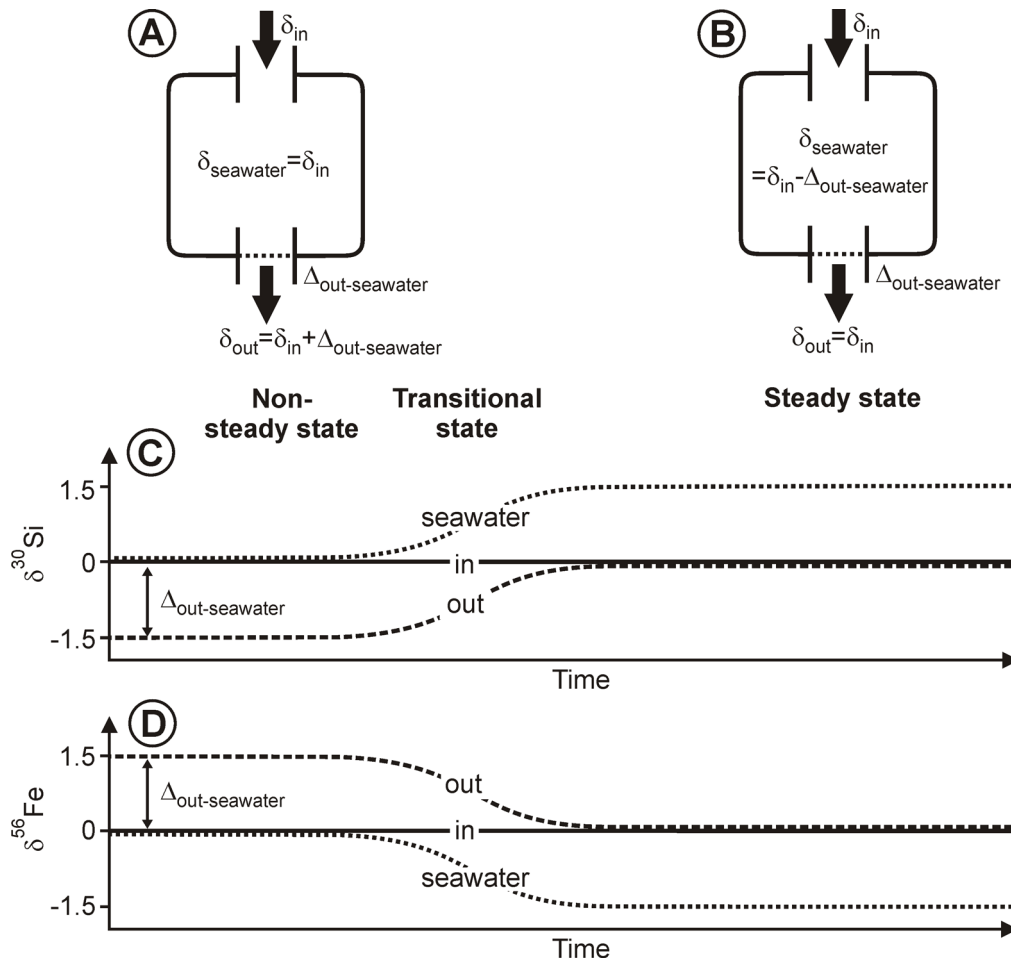 A
δin
δseawater=δin
Δout-seawater
δout=δin+Δout-seawater
B
δin
δseawater
=δin-Δout-seawater
Δout-seawater
δout=δin
Non-
steady state
Transitional
state
Steady state
C
δ30Si
1.5
0
-1.5
seawater
in
out
Δout-seawater
Time
D
δ56Fe
1.5
0
-1.5
out
in
seawater
Δout-seawater
Time